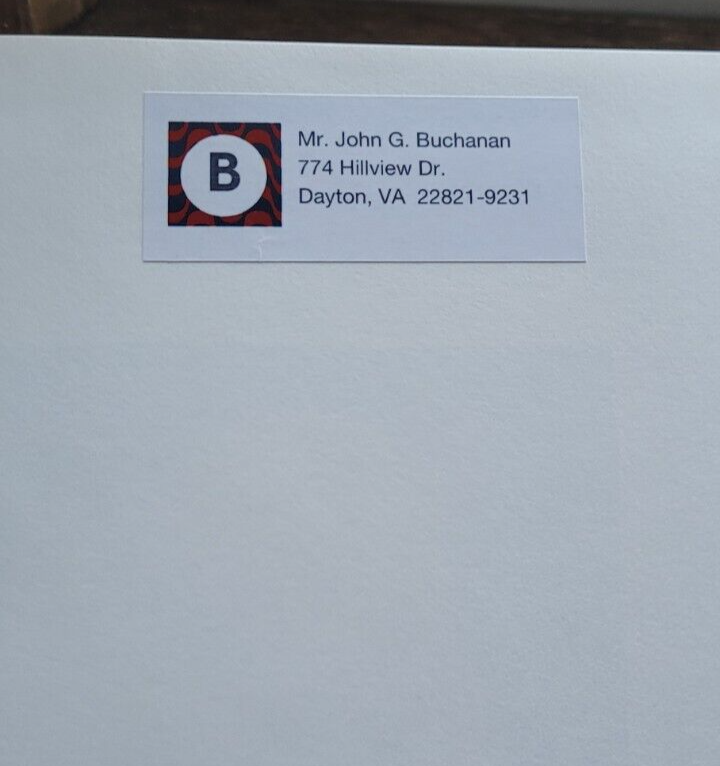 B
Mr. John G. Buchanan
774 Hillview Dr.
Dayton, VA 22821-9231